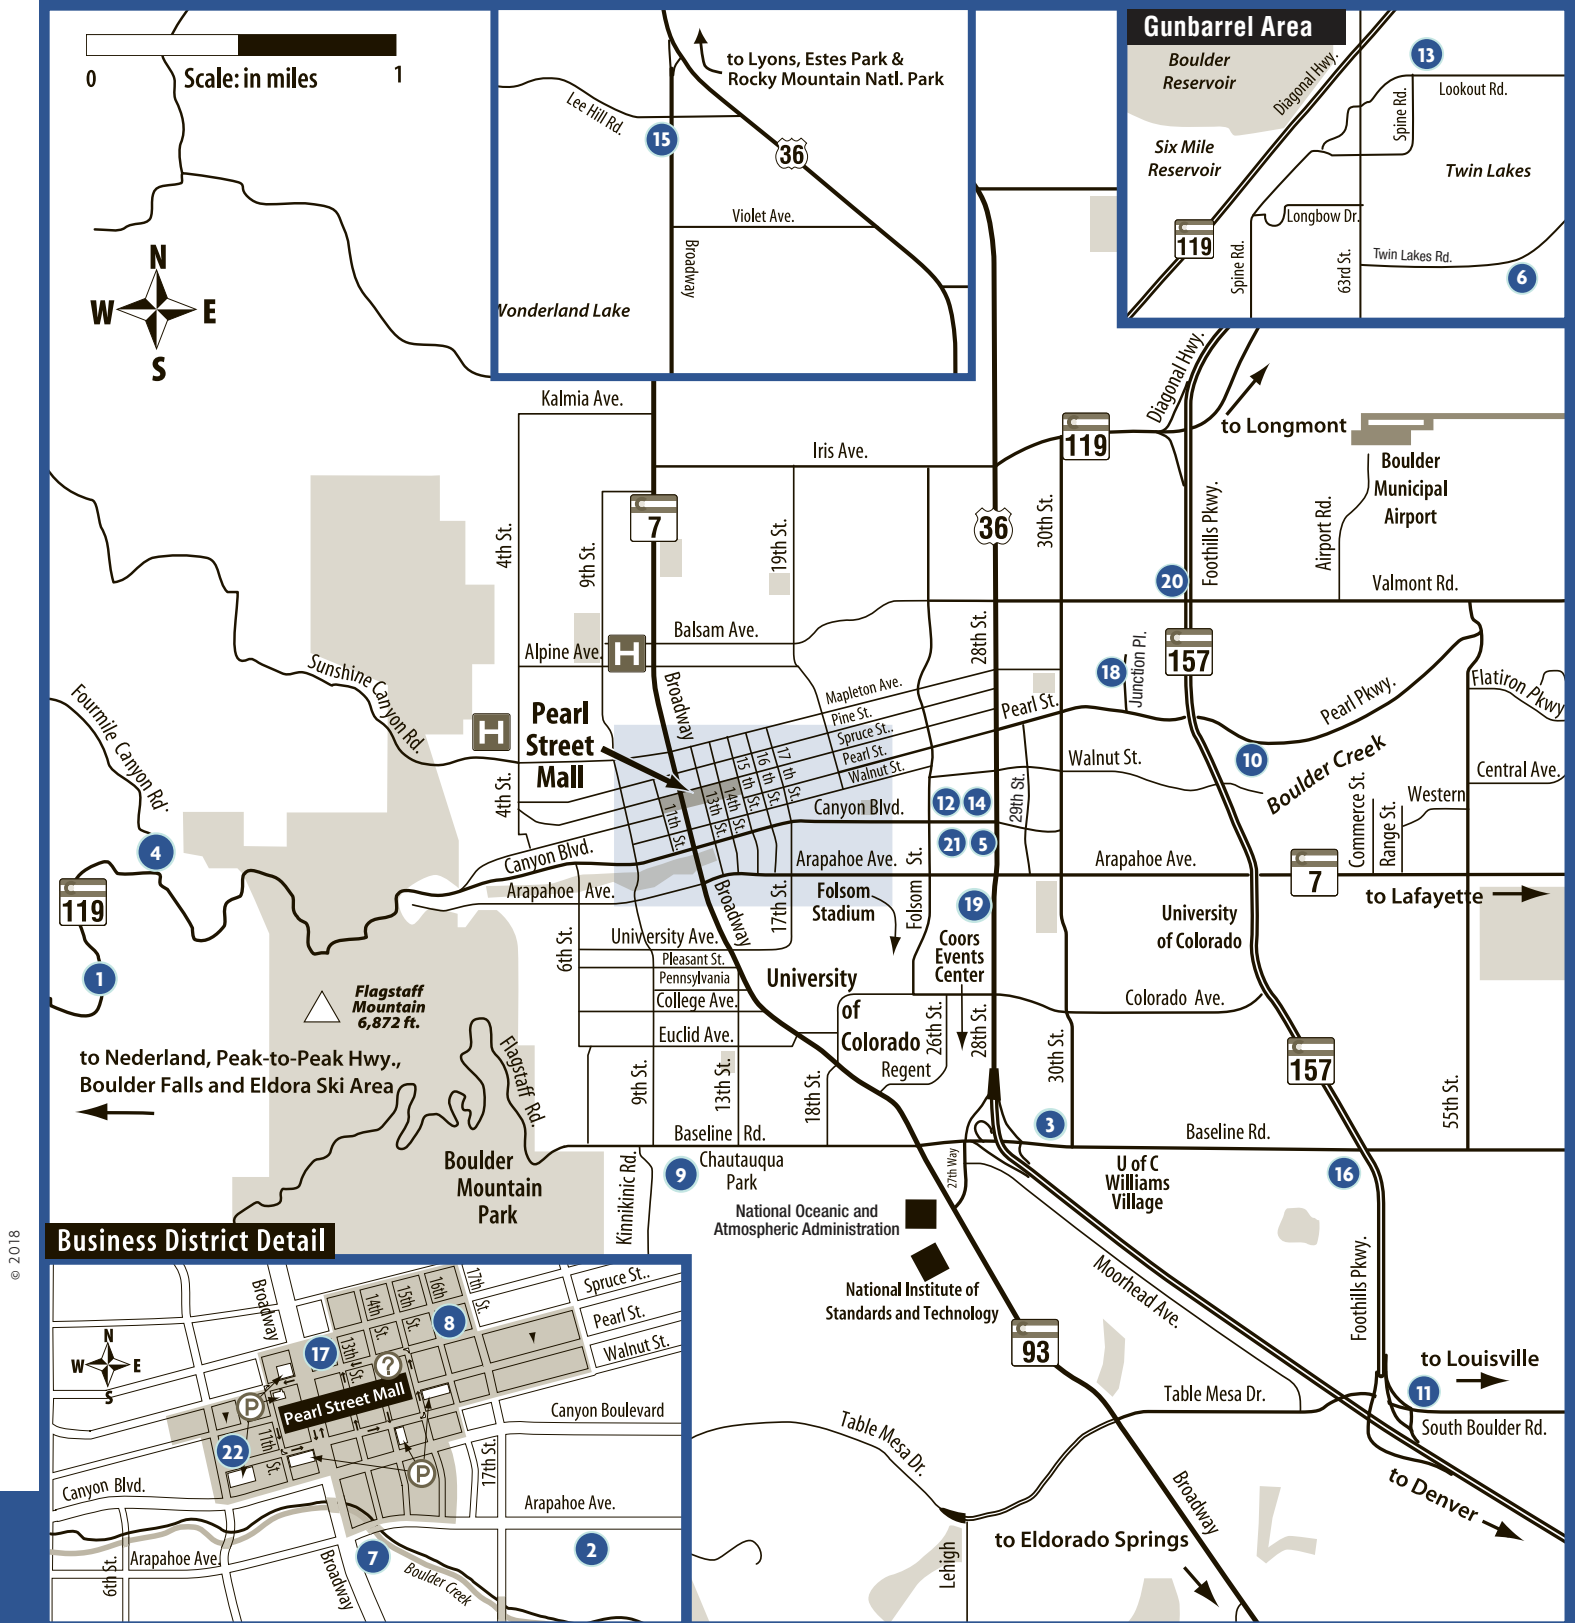 0
Scale: in miles
1
N
W
E
S
to Lyons, Estes Park &
Rocky Mountain Natl. Park
Lee Hill Rd.
15
36
Violet Ave.
Broadway
Wonderland Lake
Gunbarrel Area
Boulder
Reservoir
Diagonal Hwy.
13
Lookout Rd.
Spine Rd.
Six Mile
Reservoir
Twin Lakes
Longbow Dr.
119
Spine Rd.
63rd St.
Twin Lakes Rd.
6
Kalmia Ave.
Diagonal Hwy.
to Longmont
119
Iris Ave.
Boulder
Municipal
Airport
7
36
4th St.
9th St.
19th St.
30th St.
Foothills Pkwy.
Airport Rd.
20
Valmont Rd.
Balsam Ave.
Alpine Ave.
H
28th St.
157
18
Junction Pl.
Sunshine Canyon Rd.
Fourmile Canyon Rd.
H
Pearl
Street
Mall
Broadway
Mapleton Ave.
Pine St.
Spruce St..
Pearl St.
Walnut St.
Pearl St.
Pearl Pkwy.
Flatiron Pkwy
4th St.
11th St.
13th St.
14th St.
15 th St.
16 th St.
17 th St.
Walnut St.
10
Boulder Creek
Central Ave.
Western
29th St.
Commerce St.
Range St.
Canyon Blvd.
12
14
21
5
4
Canyon Blvd.
Arapahoe Ave.
Arapahoe Ave.
Arapahoe Ave.
7
to Lafayette
119
Folsom
Stadium
Folsom St.
19
University
of Colorado
Broadway
17th St.
6th St.
University Ave.
Pleasant St.
Pennsylvania
College Ave.
Euclid Ave.
Coors
Events
Center
University
of
Colorado
1
Flagstaff
Mountain
6,872 ft.
Colorado Ave.
26th St.
28th St.
30th St.
157
Regent
to Nederland, Peak-to-Peak Hwy.,
Boulder Falls and Eldora Ski Area
Flagstaff Rd.
9th St.
13th St.
18th St.
55th St.
3
Baseline Rd.
Baseline Rd.
Boulder
Mountain
Park
Kinnikinic Rd.
9
Chautauqua
Park
27th Way
U of C
Williams
Village
16
National Oceanic and
Atmospheric Administration
National Institute of
Standards and Technology
Moorhead Ave.
Foothills Pkwy.
93
to Louisville
11
Table Mesa Dr.
South Boulder Rd.
Table Mesa Dr.
to Denver
Broadway
to Eldorado Springs
Lehigh
© 2018
Business District Detail
N
W
E
S
Broadway
14th St.
15th St.
16th
17th St.
Spruce St..
8
Pearl St.
17
13th St.
?
Walnut St.
P
Pearl Street Mall
22
11th St.
Canyon Boulevard
P
17th St.
Canyon Blvd.
Arapahoe Ave.
Arapahoe Ave.
7
2
6th St.
Broadway
Boulder Creek